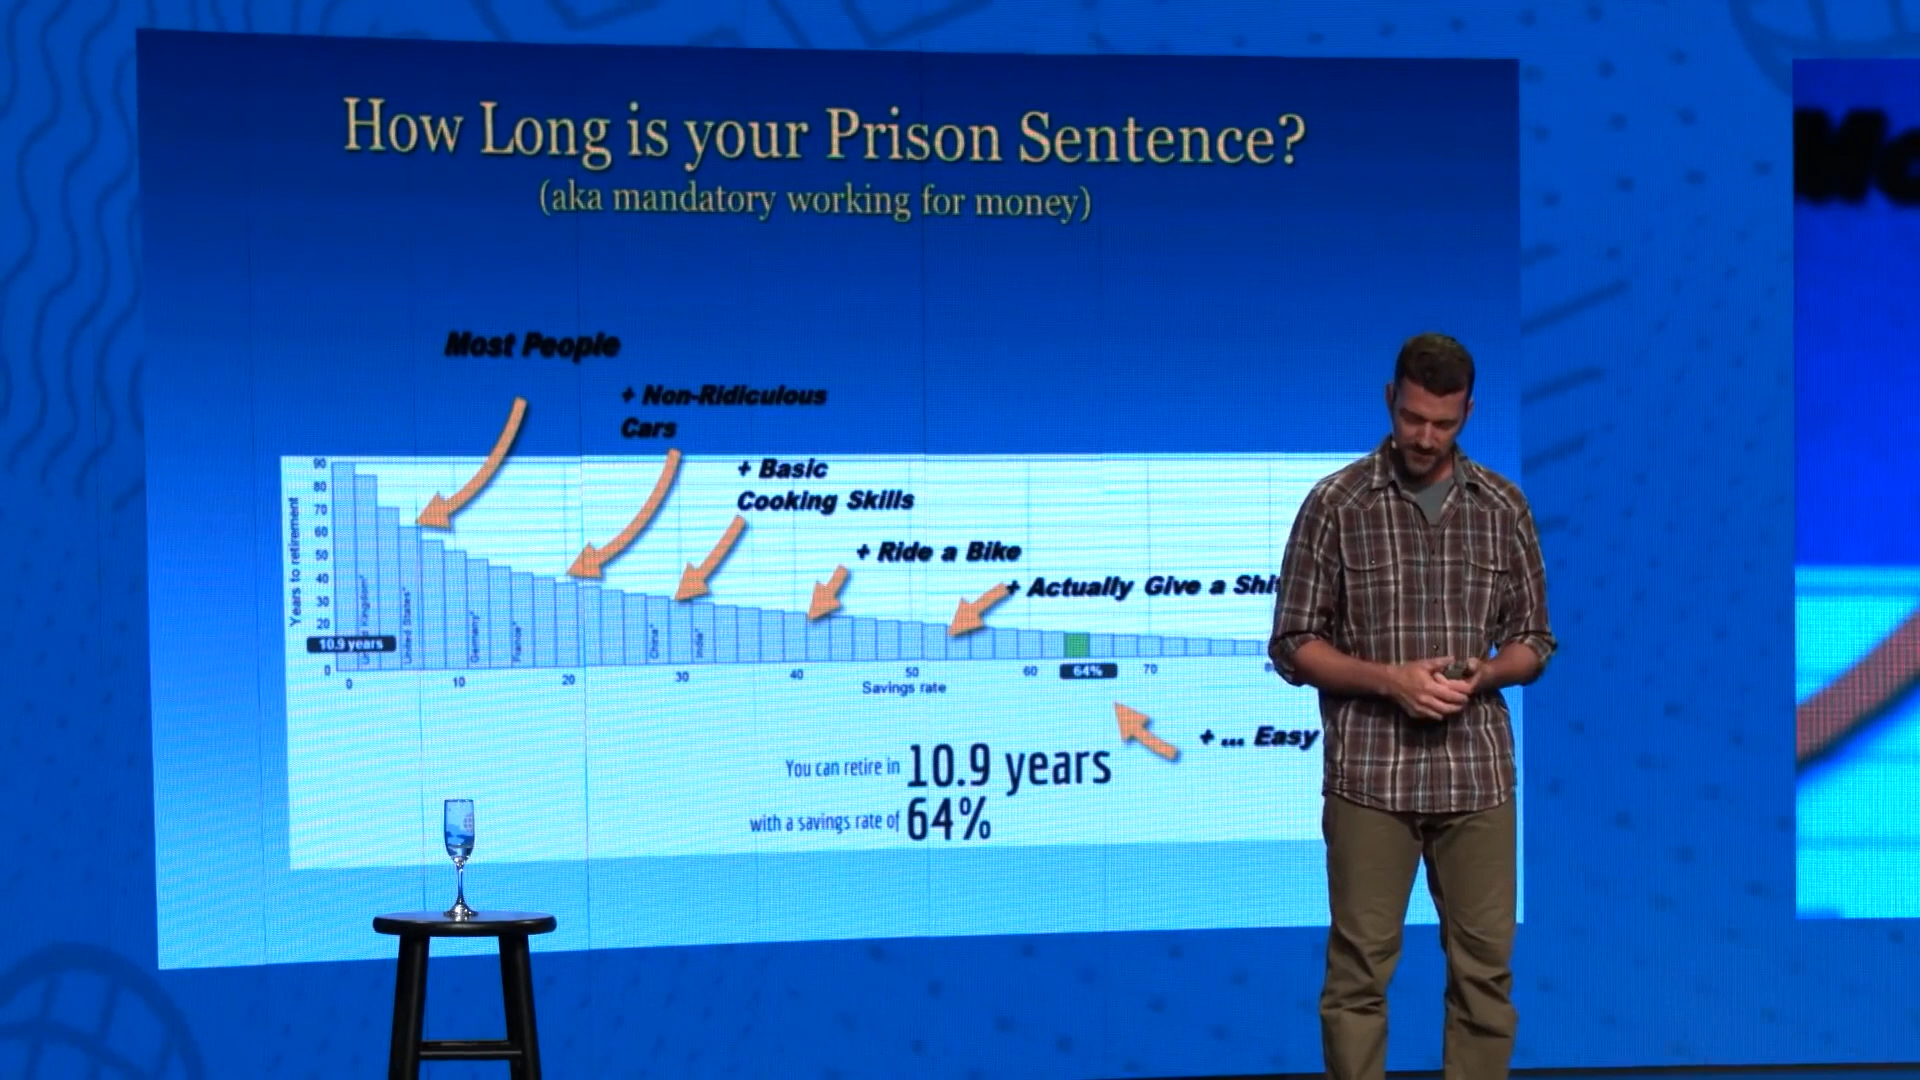 How Long is your Prison Sentence?
(aka mandatory working for money)
Most People
+ Non-Ridiculous
Cars
+ Basic
Cooking Skills
+ Ride a Bike
+ Actually Give a Shi
90
80
70
60
50
40
30
20
0
Years to retirement
10.9 years
United States*
Germany*
France*
China*
India*
0
10
20
30
40
50
60
64%
70
Savings rate
+ ... Easy
You can retire in 10.9 years
with a savings rate of 64%